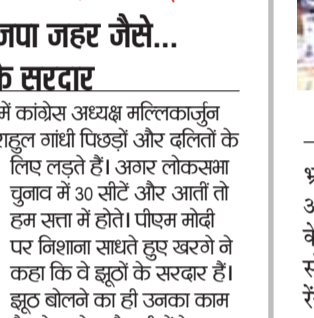 जपा जहर जैसे...
के सरदार
में कांग्रेस अध्यक्ष मल्लिकार्जुन
राहुल गांधी पिछड़ों और दलितों के
लिए लड़ते हैं। अगर लोकसभा
चुनाव में 30 सीटें और आतीं तो
हम सत्ता में होते। पीएम मोदी
पर निशाना साधते हुए खरगे ने
कहा कि वे झूठों के सरदार हैं।
झूठ बोलने का ही उनका काम